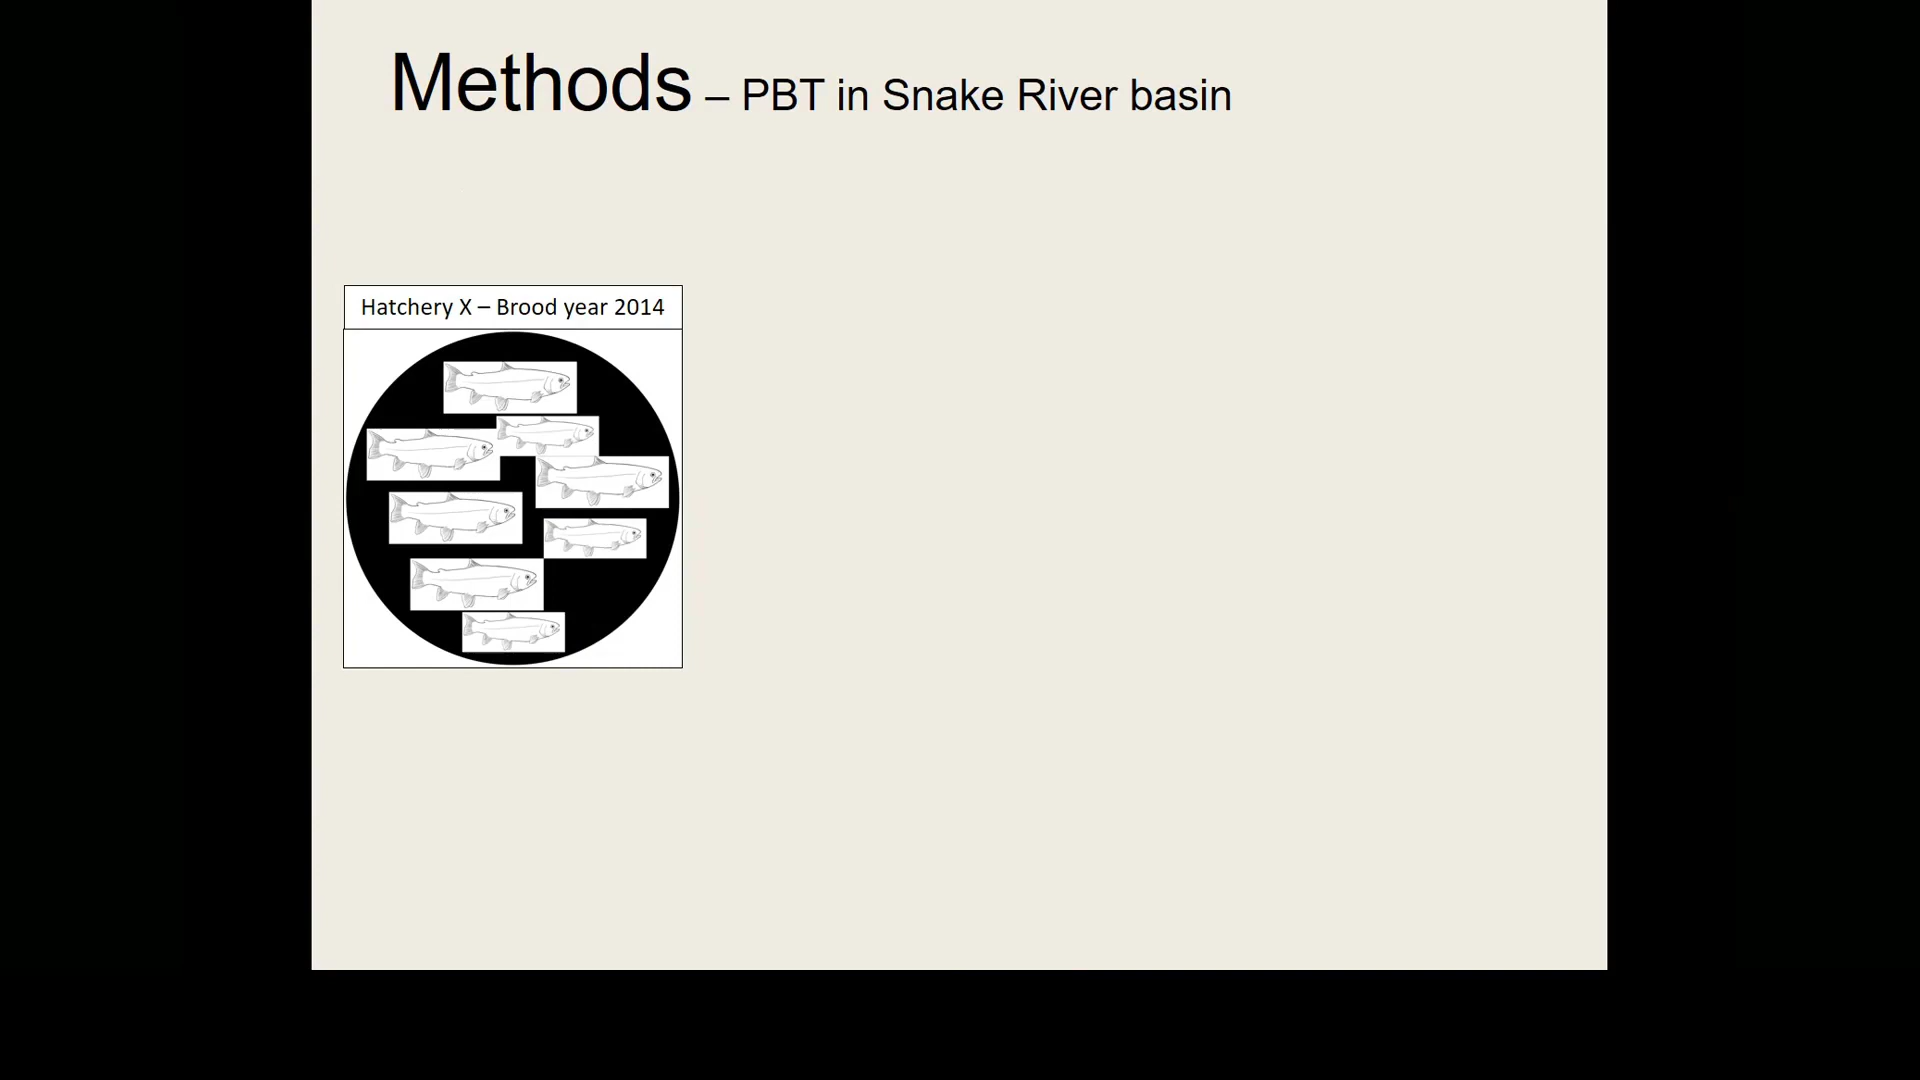 Methods – PBT in Snake River basin
Hatchery X – Brood year 2014